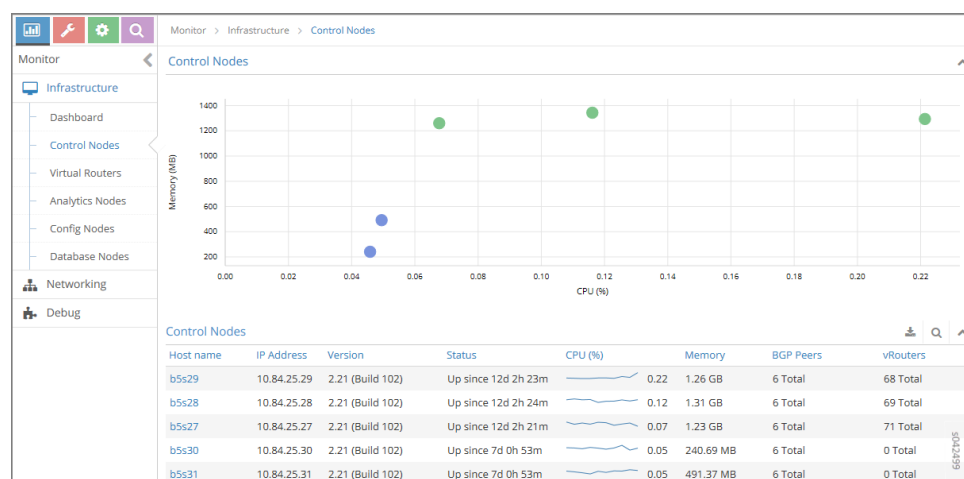 Monitor > Infrastructure > Control Nodes
Monitor
Infrastructure
Dashboard
Control Nodes
Virtual Routers
Analytics Nodes
Config Nodes
Database Nodes
Networking
Debug
Control Nodes
Memory (MB)
1400
1200
1000
800
600
400
200
0.00 0.02 0.04 0.06 0.08 0.10 0.12 0.14 0.16 0.18 0.20 0.22
CPU (%)
Control Nodes
Host name IP Address Version Status CPU (%) Memory BGP Peers vRouters
b5s29 10.84.25.29 2.21 (Build 102) Up since 12d 2h 23m 0.22 1.26 GB 6 Total 68 Total
b5s28 10.84.25.28 2.21 (Build 102) Up since 12d 2h 24m 0.12 1.31 GB 6 Total 69 Total
b5s27 10.84.25.27 2.21 (Build 102) Up since 12d 2h 21m 0.07 1.23 GB 6 Total 71 Total
b5s30 10.84.25.30 2.21 (Build 102) Up since 7d 0h 53m 0.05 240.69 MB 6 Total 0 Total
b5s31 10.84.25.31 2.21 (Build 102) Up since 7d 0h 53m 0.05 491.37 MB 6 Total 0 Total
s042499